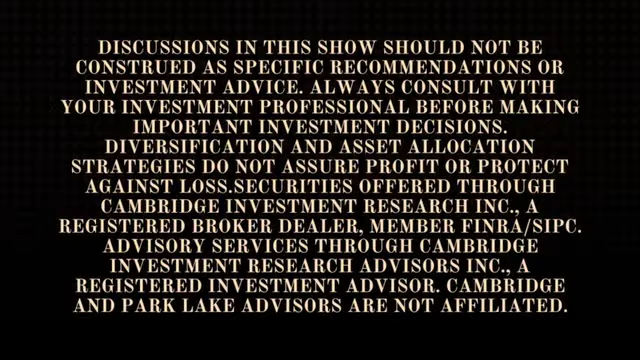 DISCUSSIONS IN THIS SHOW SHOULD NOT BE
CONSTRUED AS SPECIFIC RECOMMENDATIONS OR
INVESTMENT ADVICE. ALWAYS CONSULT WITH
YOUR INVESTMENT PROFESSIONAL BEFORE MAKING
IMPORTANT INVESTMENT DECISIONS.
DIVERSIFICATION AND ASSET ALLOCATION
STRATEGIES DO NOT ASSURE PROFIT OR PROTECT
AGAINST LOSS.SECURITIES OFFERED THROUGH
CAMBRIDGE INVESTMENT RESEARCH INC., A
REGISTERED BROKER DEALER, MEMBER FINRA/SIPC.
ADVISORY SERVICES THROUGH CAMBRIDGE
INVESTMENT RESEARCH ADVISORS INC., A
REGISTERED INVESTMENT ADVISOR. CAMBRIDGE
AND PARK LAKE ADVISORS ARE NOT AFFILIATED.